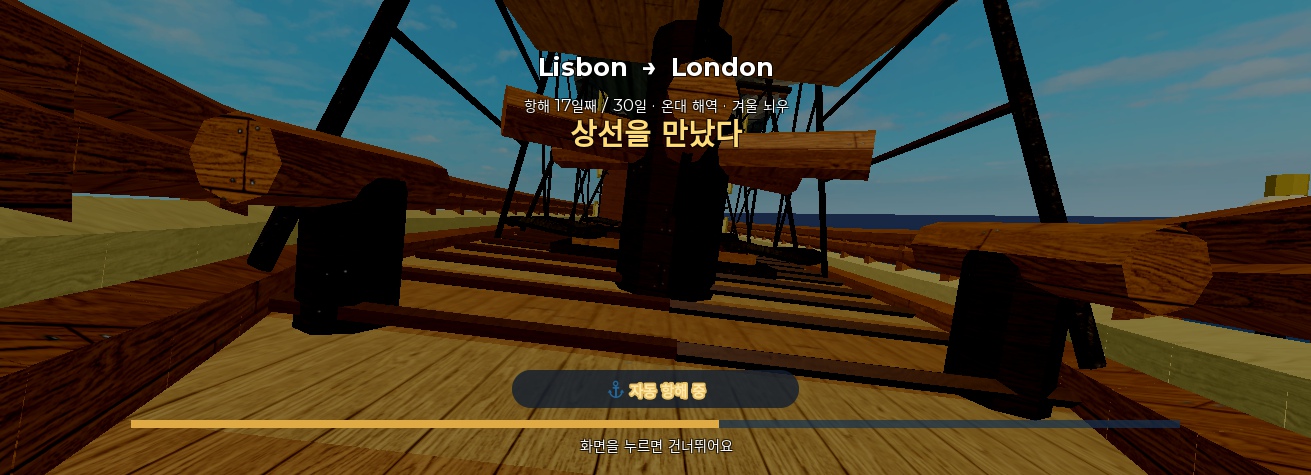 Lisbon → London
항해 17일째 / 30일 · 온대 해역 · 겨울 뇌우
상선을 만났다
⚓ 자동 항해 중
화면을 누르면 건너뛰어요